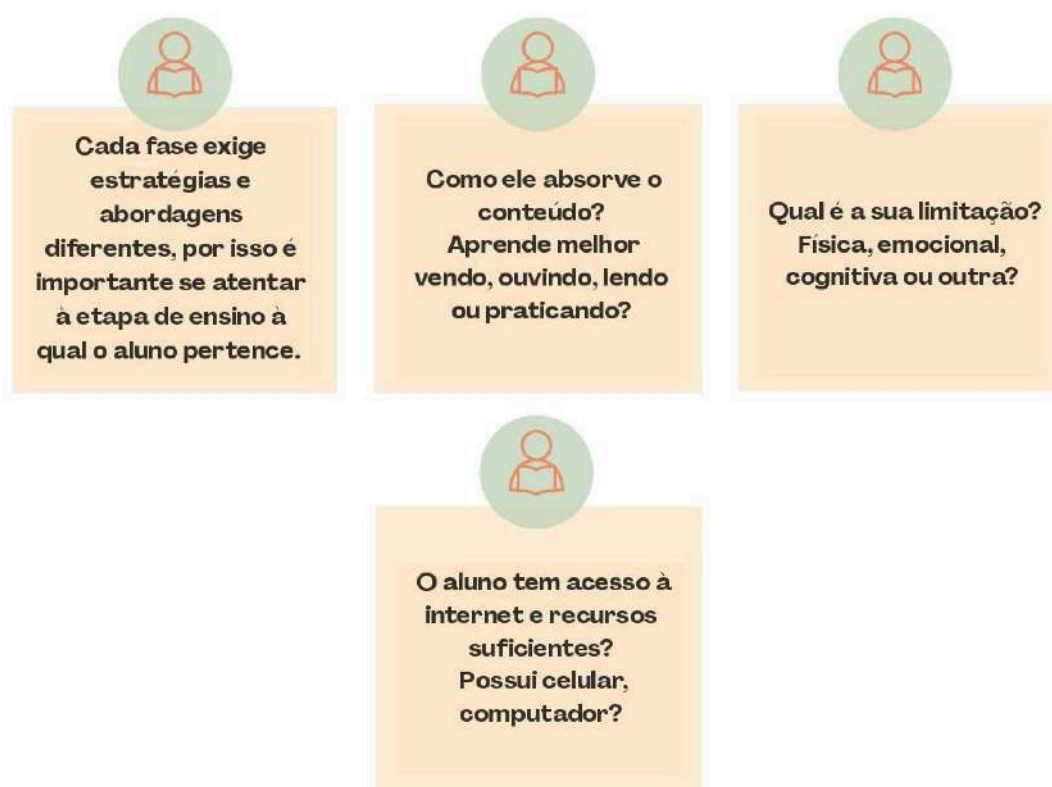 Cada fase exige
estratégias e
abordagens
diferentes, por isso é
importante se atentar
à etapa de ensino à
qual o aluno pertence.
Como ele absorve o
conteúdo?
Aprende melhor
vendo, ouvindo, lendo
ou praticando?
Qual é a sua limitação?
Física, emocional,
cognitiva ou outra?
O aluno tem acesso à
internet e recursos
suficientes?
Possui celular,
computador?